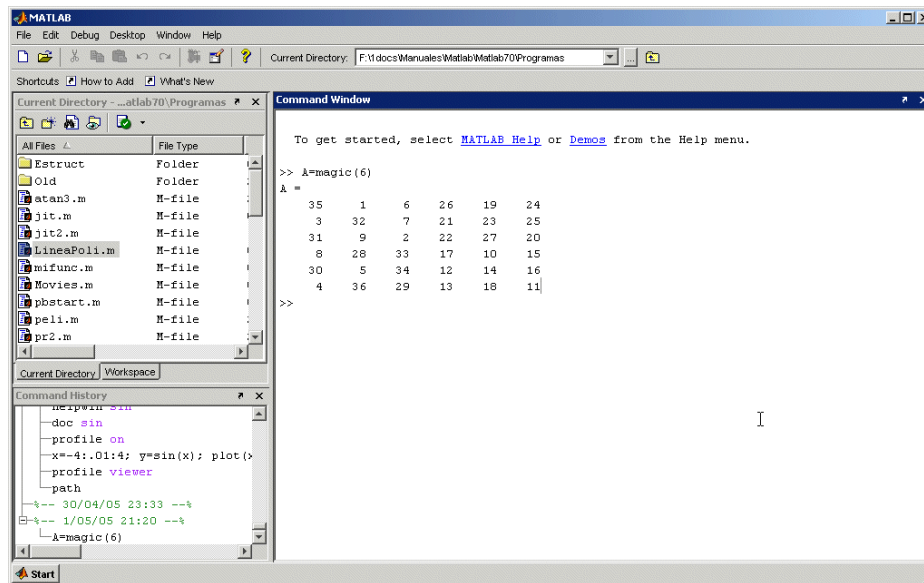 MATLAB
File Edit Debug Desktop Window Help
Current Directory: F:\1docs\Manuales\Matlab\Matlab70\Programas
Shortcuts How to Add What's New
Current Directory - ...atlab70\Programas
All Files File Type
Estruct Folder
Old Folder
atan3.m M-file
jit.m M-file
jit2.m M-file
LineaPoli.m M-file
mifunc.m M-file
Movies.m M-file
pbstart.m M-file
peli.m M-file
pr2.m M-file
Current Directory Workspace
Command History
helpwin sin
doc sin
profile on
x=-4:.01:4; y=sin(x); plot(x
profile viewer
path
%-- 30/04/05 23:33 --%
%-- 1/05/05 21:20 --%
A=magic(6)
Command Window
To get started, select MATLAB Help or Demos from the Help menu.
>> A=magic(6)
A =
35 1 6 26 19 24
3 32 7 21 23 25
31 9 2 22 27 20
8 28 33 17 10 15
30 5 34 12 14 16
4 36 29 13 18 11
>>
Start